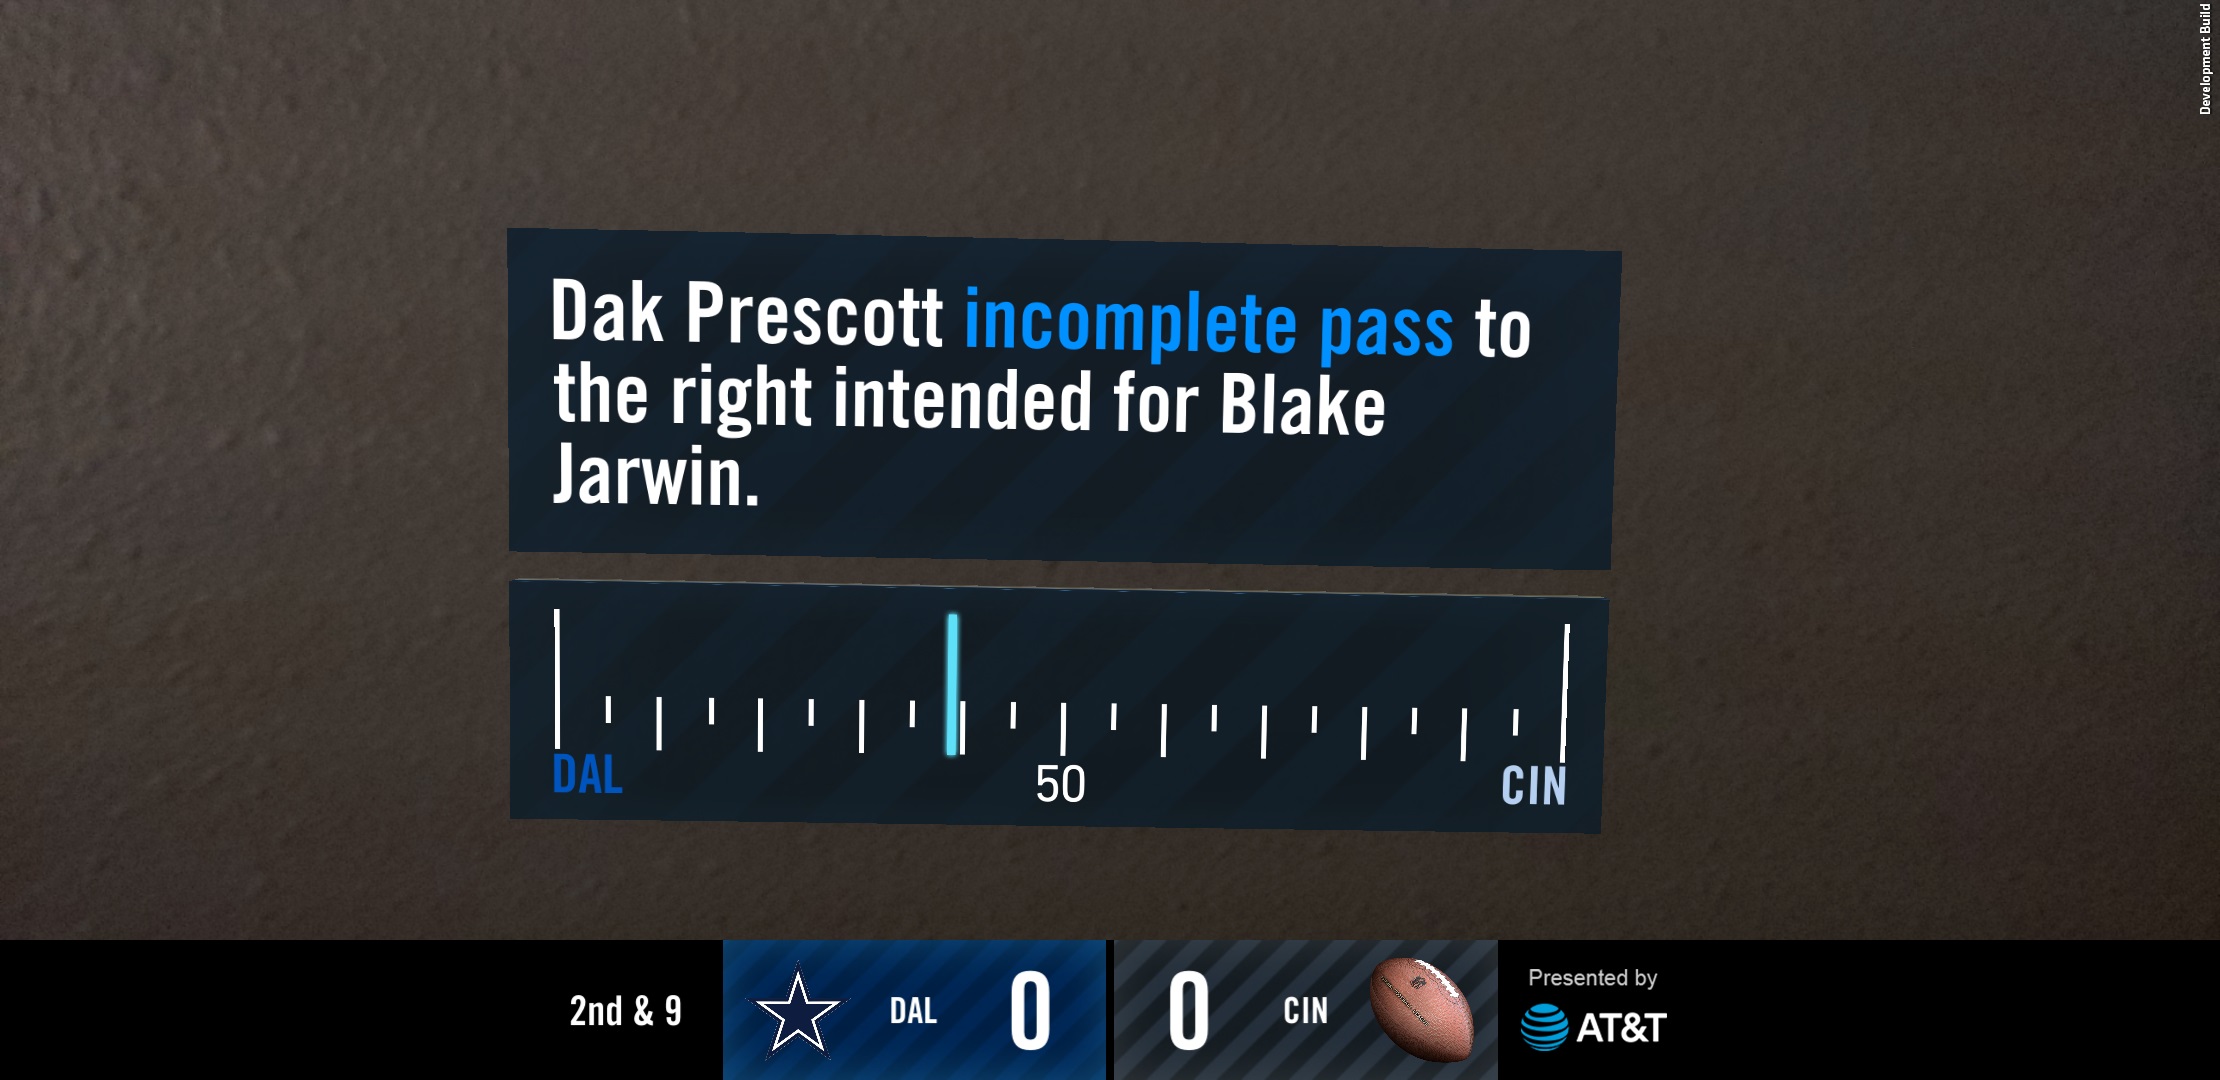 Development Build
Dak Prescott incomplete pass to
the right intended for Blake
Jarwin.
DAL
50
CIN
2nd & 9
DAL
0
0
CIN
Presented by
AT&T